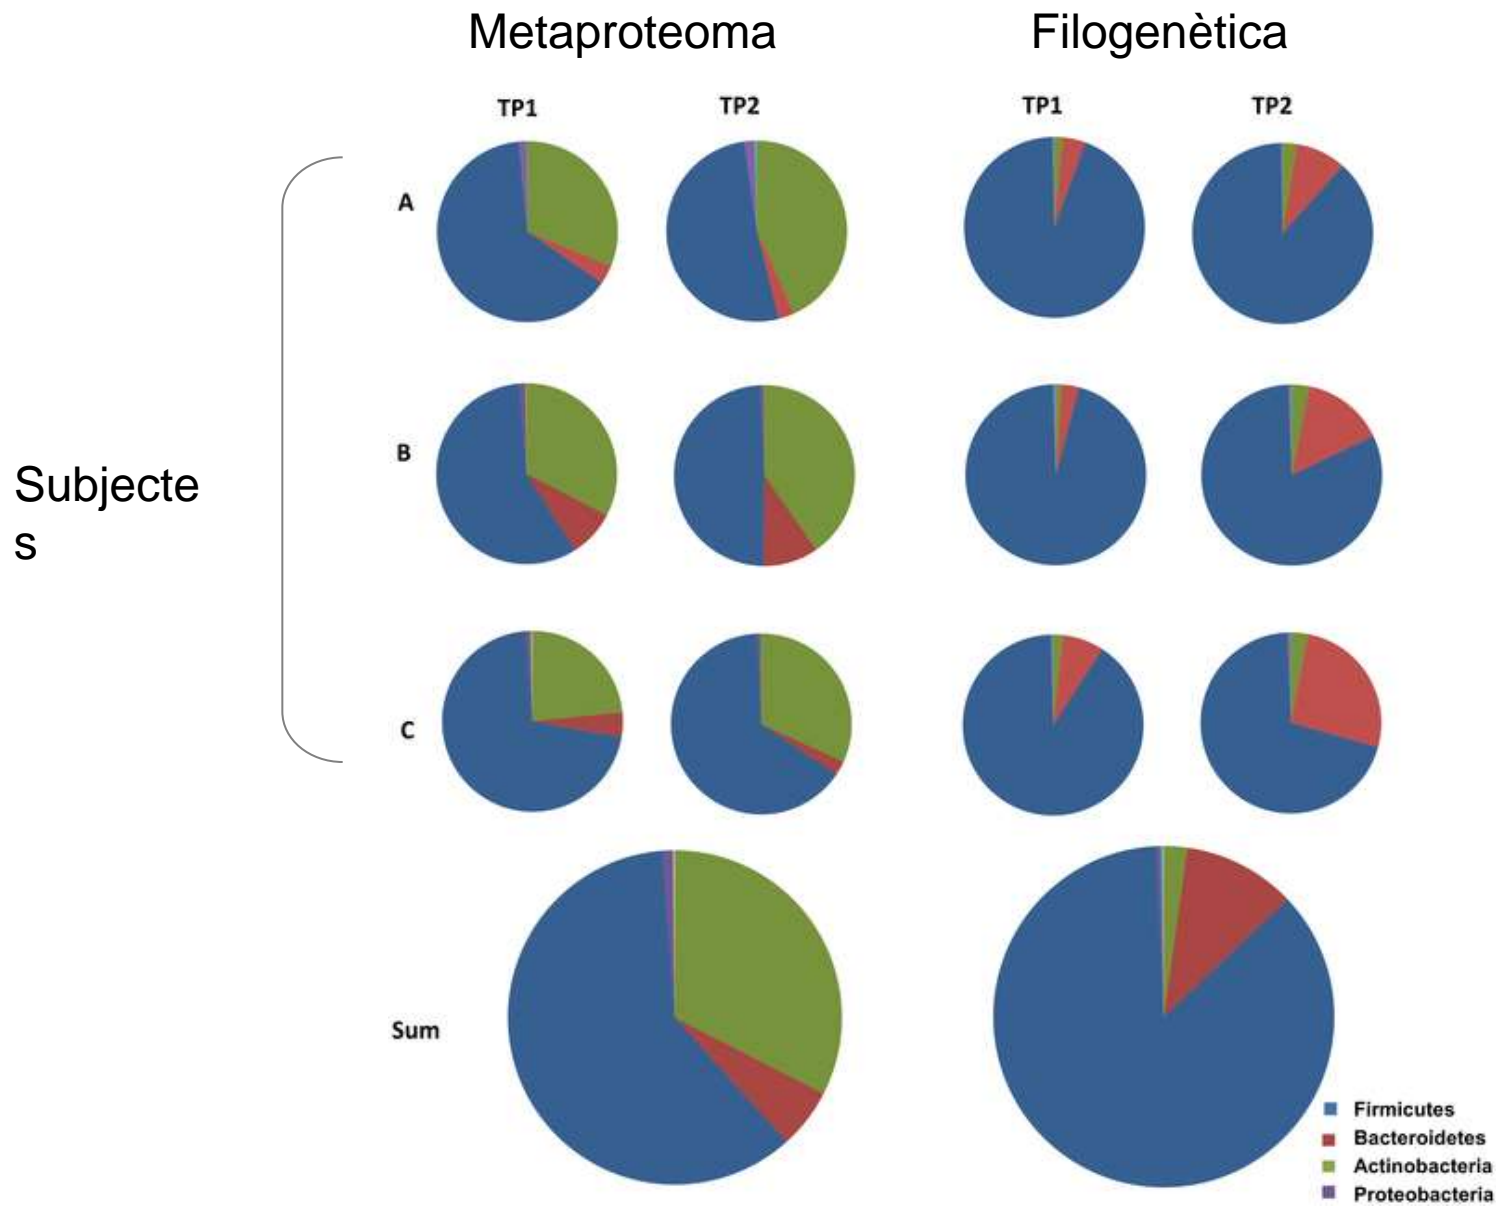 Metaproteoma
Filogenètica
TP1
TP2
TP1
TP2
A
B
Subjecte
s
C
Sum
Firmicutes
Bacteroidetes
Actinobacteria
Proteobacteria